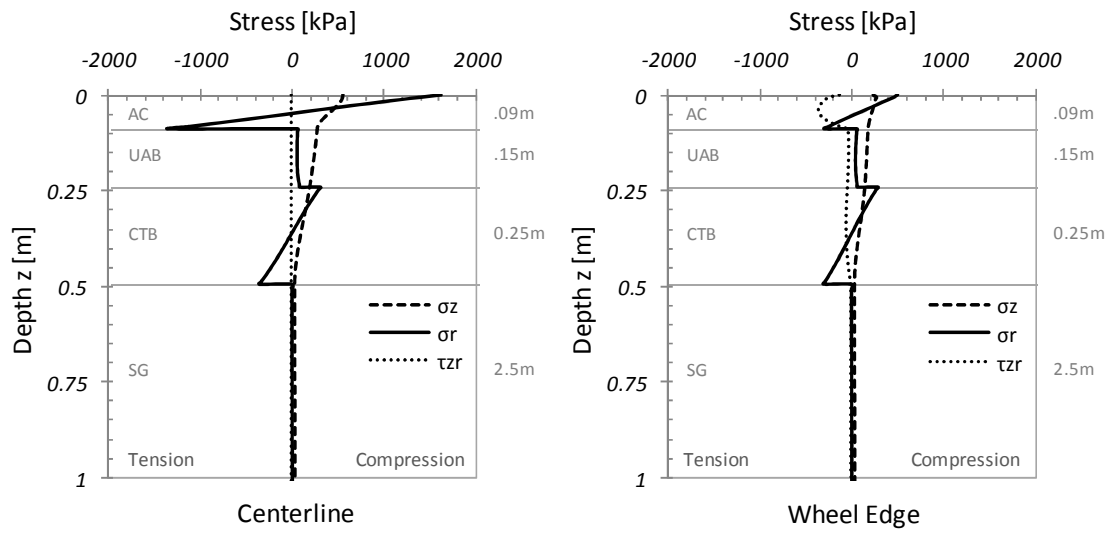 Stress [kPa]
-2000 -1000 0 1000 2000
0
0.25
0.5
0.75
1
Depth z [m]
AC
UAB
CTB
SG
.09m
.15m
0.25m
2.5m
σz
σr
τzr
Tension
Compression
Centerline
Stress [kPa]
-2000 -1000 0 1000 2000
0
0.25
0.5
0.75
1
Depth z [m]
AC
UAB
CTB
SG
.09m
.15m
0.25m
2.5m
σz
σr
τzr
Tension
Compression
Wheel Edge